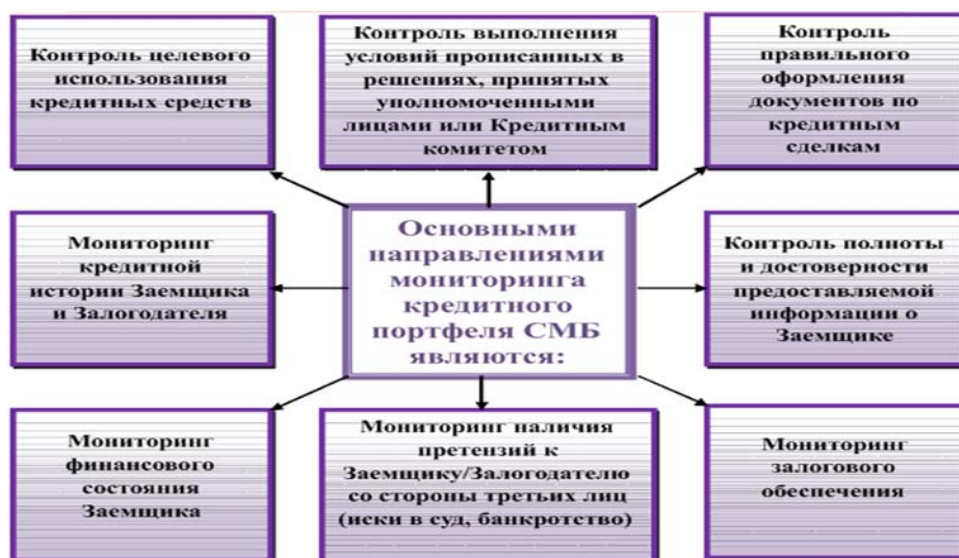 Контроль целевого
использования
кредитных средств
Контроль выполнения
условий прописанных в
решениях, принятых
уполномоченными
лицами или Кредитным
комитетом
Контроль
правильного
оформления
документов по
кредитным
сделкам
Мониторинг
кредитной
истории Заемщика
и Залогодателя
Основными
направлениями
мониторинга
кредитного
портфеля СМБ
являются:
Контроль полноты
и достоверности
предоставляемой
информации о
Заемщике
Мониторинг
финансового
состояния
Заемщика
Мониторинг наличия
претензий к
Заемщику/Залогодателю
со стороны третьих лиц
(иски в суд, банкротство)
Мониторинг
залогового
обеспечения